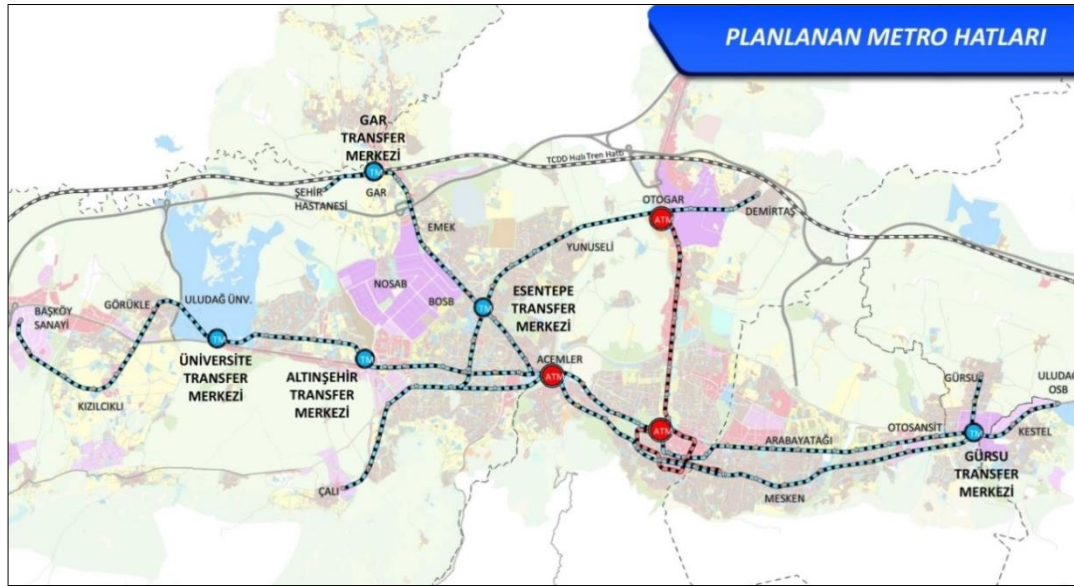 PLANLANAN METRO HATLARI
GAR
TRANSFER
MERKEZİ
TM
GAR
ŞEHİR
HASTANESİ
TCDD Hızlı Tren Hattı
OTOGAR
ATM
DEMİRTAŞ
EMEK
YUNUSELİ
NOSAB
BOSB
TM
ESENTEPE
TRANSFER
MERKEZİ
BAŞKÖY
SANAYİ
GÖRÜKLE
ULUDAĞ ÜNV.
TM
ÜNİVERSİTE
TRANSFER
MERKEZİ
TM
ALTINŞEHİR
TRANSFER
MERKEZİ
ACEMLER
ATM
KIZILCIKLI
ÇALI
ATM
ARABAYATAĞI
MESKEN
OTOSANSİT
GÜRSU
ULUDAĞ
OSB
KESTEL
TM
GÜRSU
TRANSFER
MERKEZİ